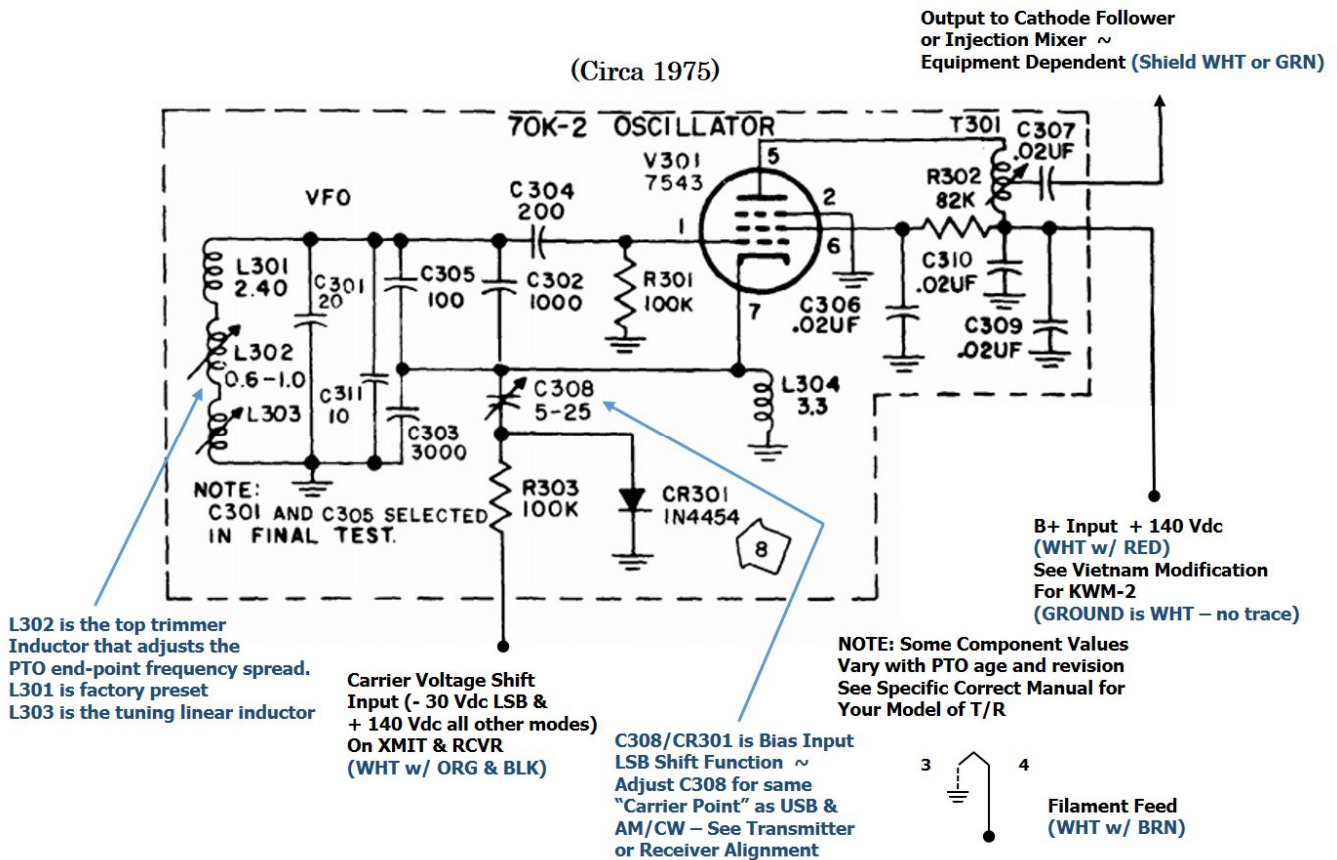 Output to Cathode Follower
or Injection Mixer ~
Equipment Dependent (Shield WHT or GRN)
(Circa 1975)
70K-2 OSCILLATOR
T301
C307
.02UF
V301
7543
5
R302
82K
2
VFO
C304
200
1
6
L301
2.40
C301
20
C305
100
C302
1000
R301
100K
C310
.02UF
C306
.02UF
7
C309
.02UF
L302
0.6-1.0
C311
10
L303
C308
5-25
L304
3.3
C303
3000
NOTE:
C301 AND C305 SELECTED
IN FINAL TEST.
R303
100K
CR301
1N4454
8
B+ Input + 140 Vdc
(WHT w/ RED)
See Vietnam Modification
For KWM-2
(GROUND is WHT – no trace)
L302 is the top trimmer
Inductor that adjusts the
PTO end-point frequency spread.
L301 is factory preset
L303 is the tuning linear inductor
Carrier Voltage Shift
Input (- 30 Vdc LSB &
+ 140 Vdc all other modes)
On XMIT & RCVR
(WHT w/ ORG & BLK)
NOTE: Some Component Values
Vary with PTO age and revision
See Specific Correct Manual for
Your Model of T/R
C308/CR301 is Bias Input
LSB Shift Function ~
Adjust C308 for same
“Carrier Point” as USB &
AM/CW – See Transmitter
or Receiver Alignment
3
4
Filament Feed
(WHT w/ BRN)